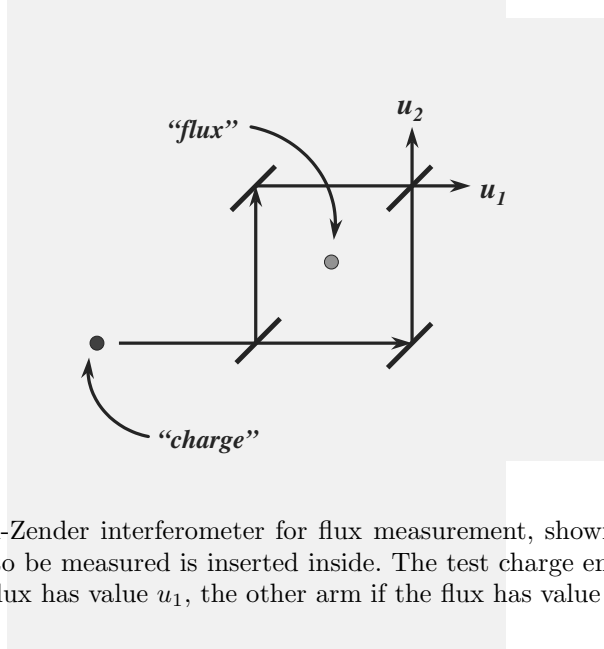 u2
“flux”
u1
“charge”
-Zender interferometer for flux measurement, show
o be measured is inserted inside. The test charge en
lux has value u1, the other arm if the flux has value